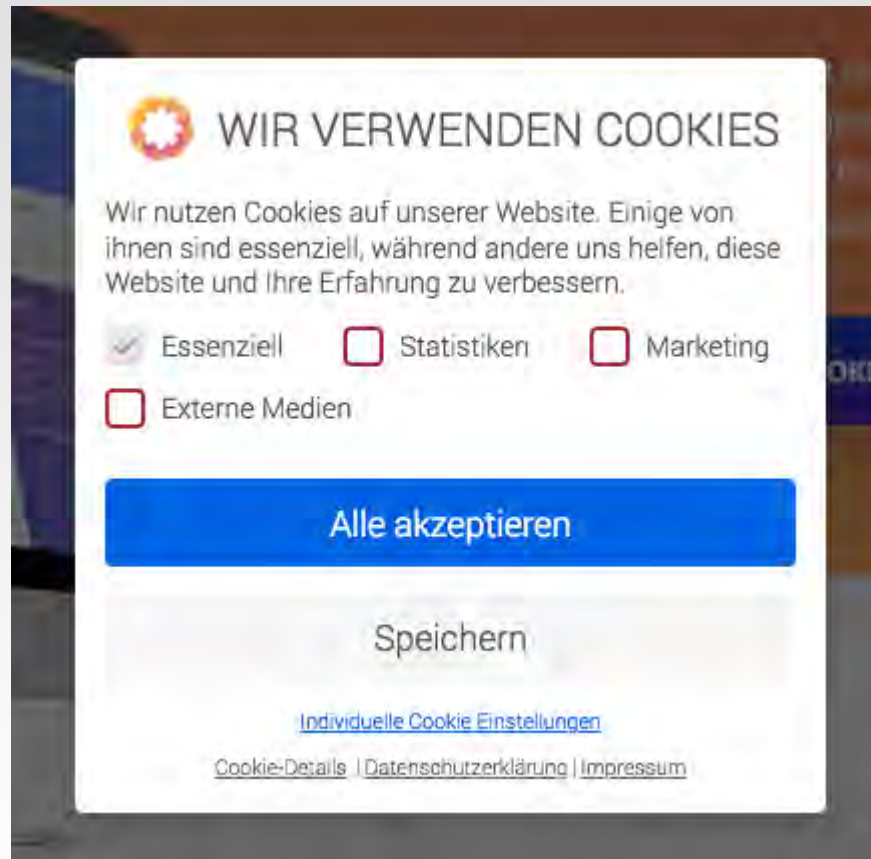 WIR VERWENDEN COOKIES
Wir nutzen Cookies auf unserer Website. Einige von
ihnen sind essenziell, während andere uns helfen, diese
Website und Ihre Erfahrung zu verbessern.
Essenziell Statistiken Marketing
Externe Medien
Alle akzeptieren
Speichern
Individuelle Cookie Einstellungen
Cookie-Details | Datenschutzerklärung | Impressum